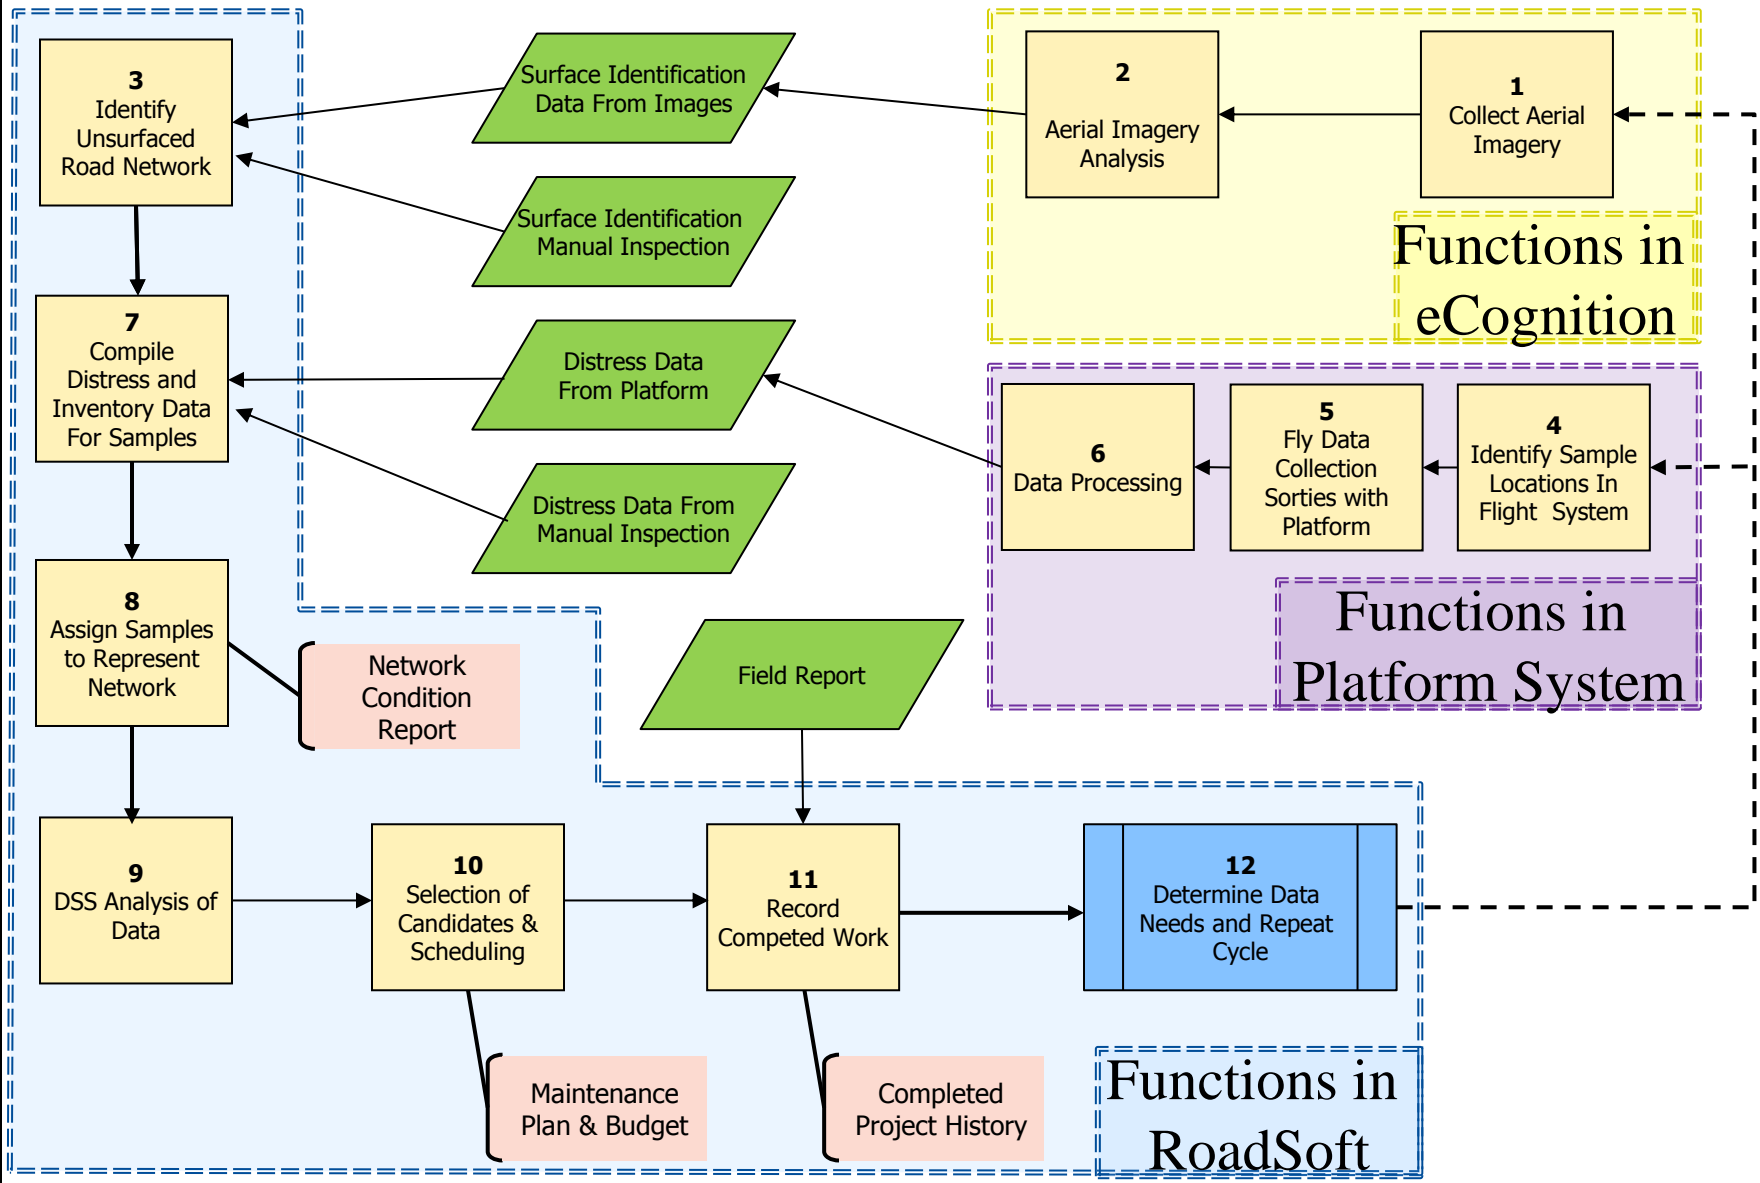 3
Identify
Unsurfaced
Road Network
Surface Identification
Data From Images
2
Aerial Imagery
Analysis
1
Collect Aerial
Imagery
Surface Identification
Manual Inspection
Functions in
eCognition
7
Compile
Distress and
Inventory Data
For Samples
Distress Data
From Platform
6
Data Processing
5
Fly Data
Collection
Sorties with
Platform
4
Identify Sample
Locations In
Flight System
Distress Data From
Manual Inspection
Functions in
Platform System
8
Assign Samples
to Represent
Network
Network
Condition
Report
Field Report
9
DSS Analysis of
Data
10
Selection of
Candidates &
Scheduling
11
Record
Competed Work
12
Determine Data
Needs and Repeat
Cycle
Maintenance
Plan & Budget
Completed
Project History
Functions in
RoadSoft